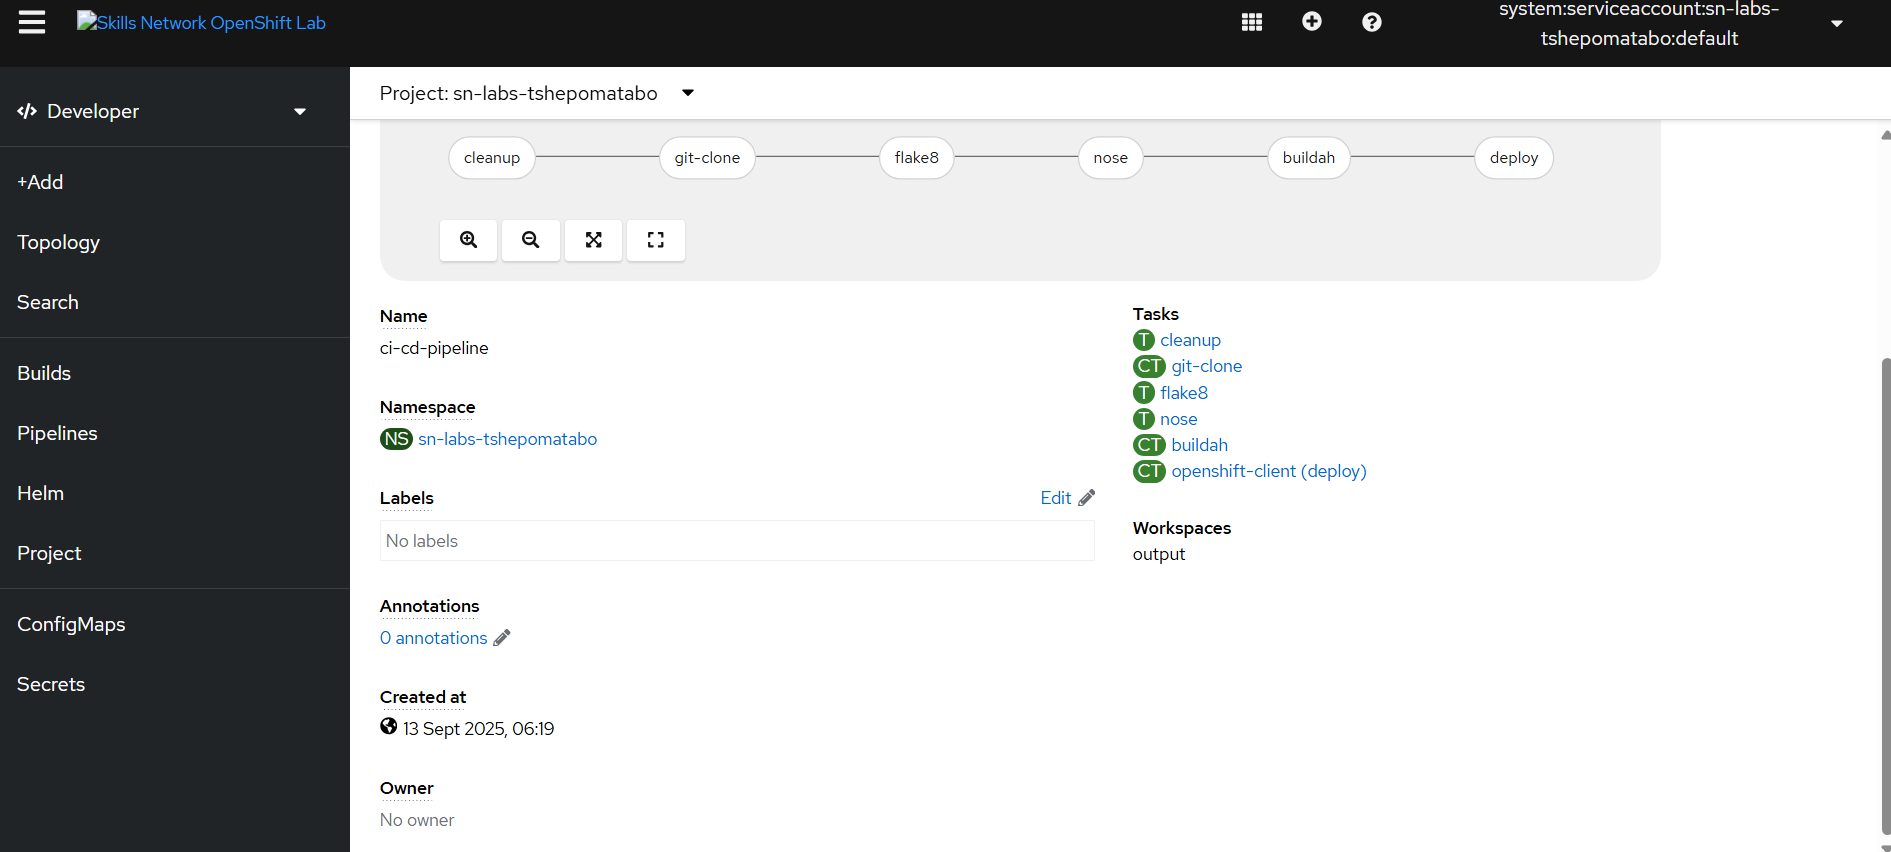 Skills Network OpenShift Lab
system:serviceaccount:sn-labs-
tshepomatabo:default
Developer
+Add
Topology
Search
Builds
Pipelines
Helm
Project
ConfigMaps
Secrets
Project: sn-labs-tshepomatabo
cleanup
git-clone
flake8
nose
buildah
deploy
Name
ci-cd-pipeline
Namespace
NS sn-labs-tshepomatabo
Labels
Edit
No labels
Annotations
0 annotations
Created at
13 Sept 2025, 06:19
Owner
No owner
Tasks
T cleanup
CT git-clone
T flake8
T nose
CT buildah
CT openshift-client (deploy)
Workspaces
output